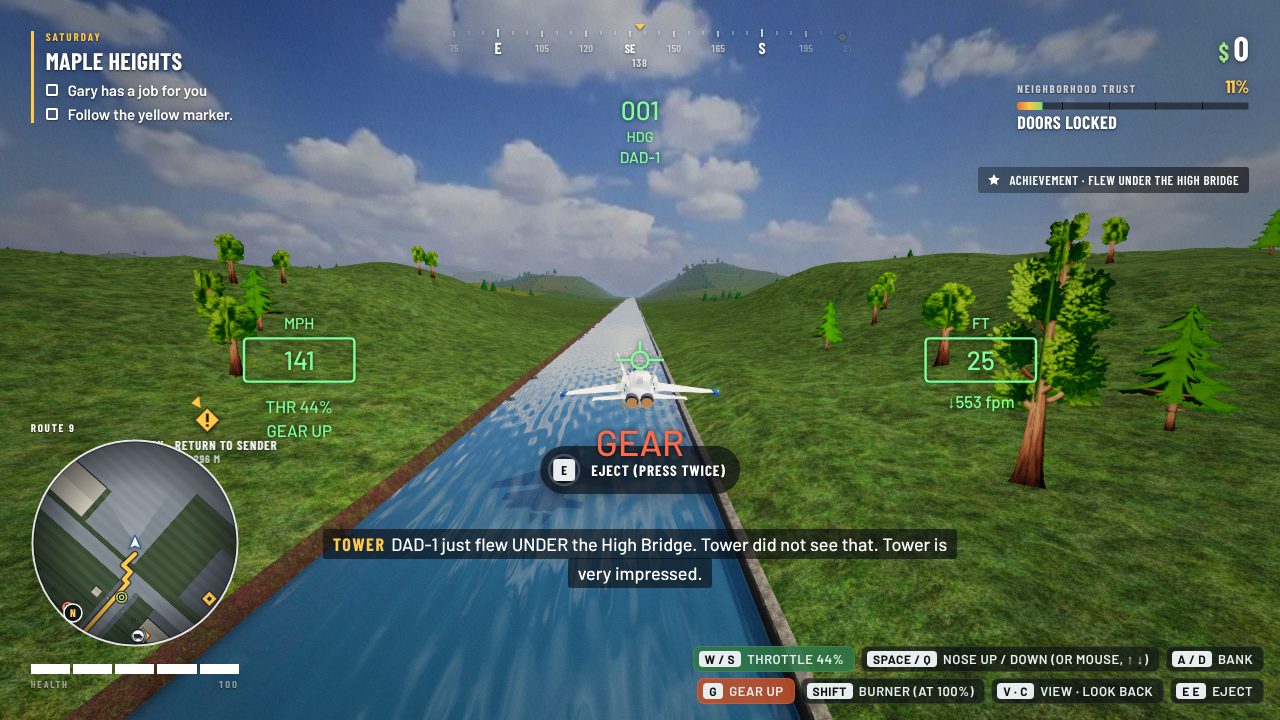 SATURDAY
MAPLE HEIGHTS
Gary has a job for you
Follow the yellow marker.
75 E 105 120 SE 150 165 S 195
138
001
HDG
DAD-1
$ 0
NEIGHBORHOOD TRUST 11%
DOORS LOCKED
★ ACHIEVEMENT · FLEW UNDER THE HIGH BRIDGE
MPH
141
THR 44%
GEAR UP
FT
25
↓553 fpm
GEAR
E EJECT (PRESS TWICE)
ROUTE 9
RETURN TO SENDER
296 M
N
TOWER DAD-1 just flew UNDER the High Bridge. Tower did not see that. Tower is
very impressed.
HEALTH 100
W / S THROTTLE 44% SPACE / Q NOSE UP / DOWN (OR MOUSE, ↑ ↓) A / D BANK
G GEAR UP SHIFT BURNER (AT 100%) V · C VIEW · LOOK BACK E E EJECT